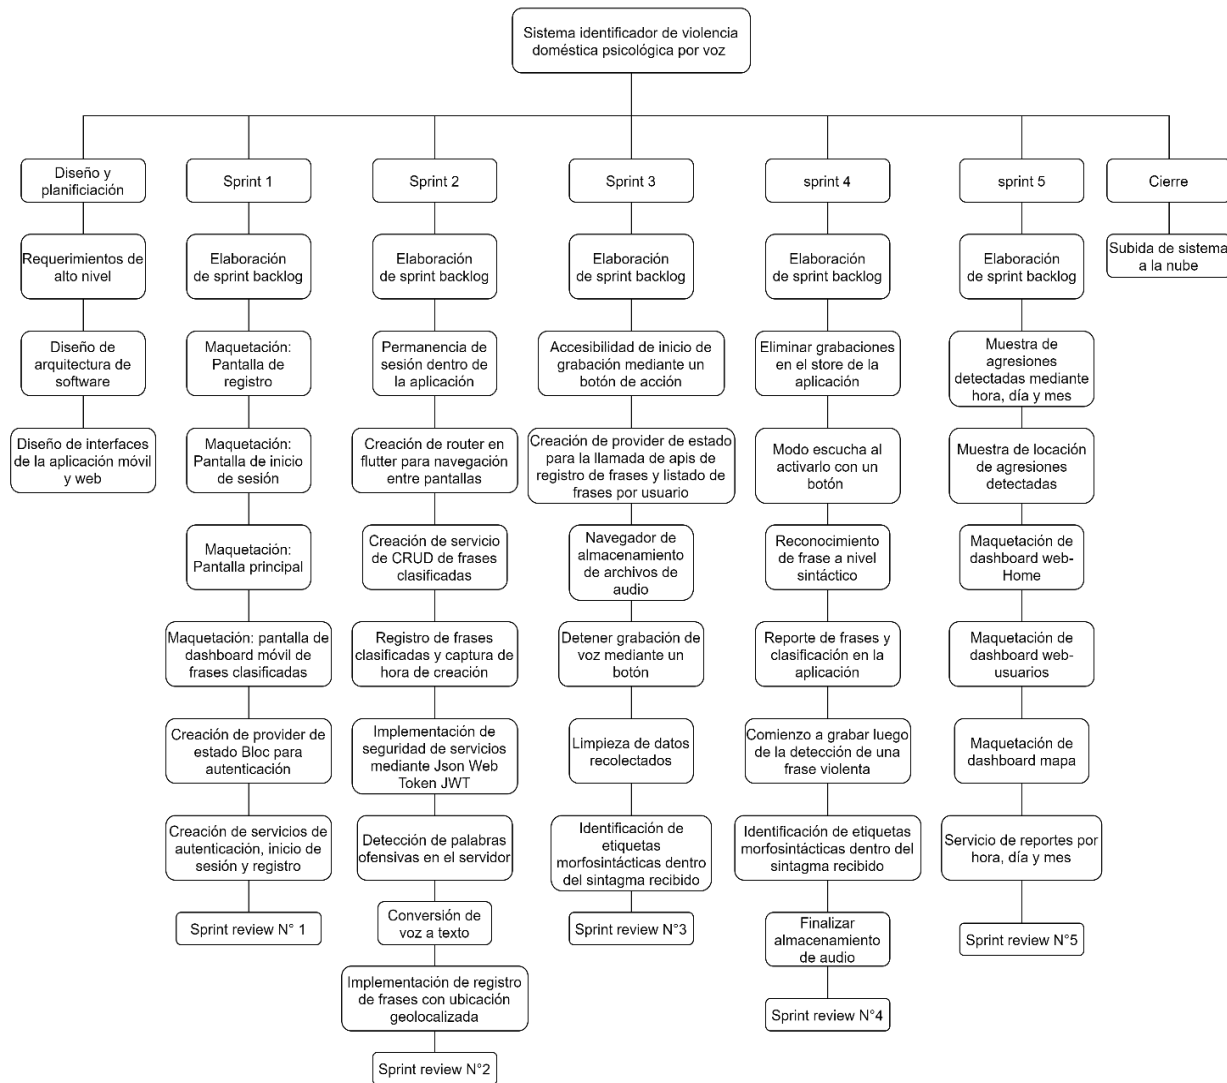 Sistema identificador de violencia
doméstica psicológica por voz
Diseño y
planificiación
Sprint 1
Sprint 2
Sprint 3
sprint 4
sprint 5
Cierre
Requerimientos de
alto nivel
Diseño de
arquitectura de
software
Diseño de interfaces
de la aplicación móvil
y web
Elaboración
de sprint backlog
Maquetación:
Pantalla de
registro
Maquetación:
Pantalla de inicio
de sesión
Maquetación:
Pantalla principal
Maquetación: pantalla de
dashboard móvil de
frases clasificadas
Creación de provider de
estado Bloc para
autenticación
Creación de servicios de
autenticación, inicio de
sesión y registro
Sprint review N° 1
Elaboración
de sprint backlog
Permanencia de
sesión dentro de
la aplicación
Creación de router en
flutter para navegación
entre pantallas
Creación de servicio
de CRUD de frases
clasificadas
Registro de frases
clasificadas y captura de
hora de creación
Implementación de
seguridad de servicios
mediante Json Web
Token JWT
Detección de palabras
ofensivas en el servidor
Conversión de
voz a texto
Implementación de registro
de frases con ubicación
geolocalizada
Sprint review N°2
Elaboración
de sprint backlog
Accesibilidad de inicio de
grabación mediante un
botón de acción
Creación de provider de estado
para la llamada de apis de
registro de frases y listado de
frases por usuario
Navegador de
almacenamiento
de archivos de
audio
Detener grabación de
voz mediante un
botón
Limpieza de datos
recolectados
Identificación de
etiquetas
morfosintácticas dentro
del sintagma recibido
Sprint review N°3
Elaboración
de sprint backlog
Eliminar grabaciones
en el store de la
aplicación
Modo escucha al
activarlo con un
botón
Reconocimiento
de frase a nivel
sintáctico
Reporte de frases y
clasificación en la
aplicación
Comienzo a grabar luego
de la detección de una
frase violenta
Identificación de etiquetas
morfosintácticas dentro del
sintagma recibido
Finalizar
almacenamiento
de audio
Sprint review N°4
Elaboración
de sprint backlog
Muestra de
agresiones
detectadas mediante
hora, día y mes
Muestra de locación
de agresiones
detectadas
Maquetación de
dashboard web-
Home
Maquetación de
dashboard web-
usuarios
Maquetación de
dashboard mapa
Servicio de reportes por
hora, día y mes
Sprint review N°5
Subida de sistema
a la nube